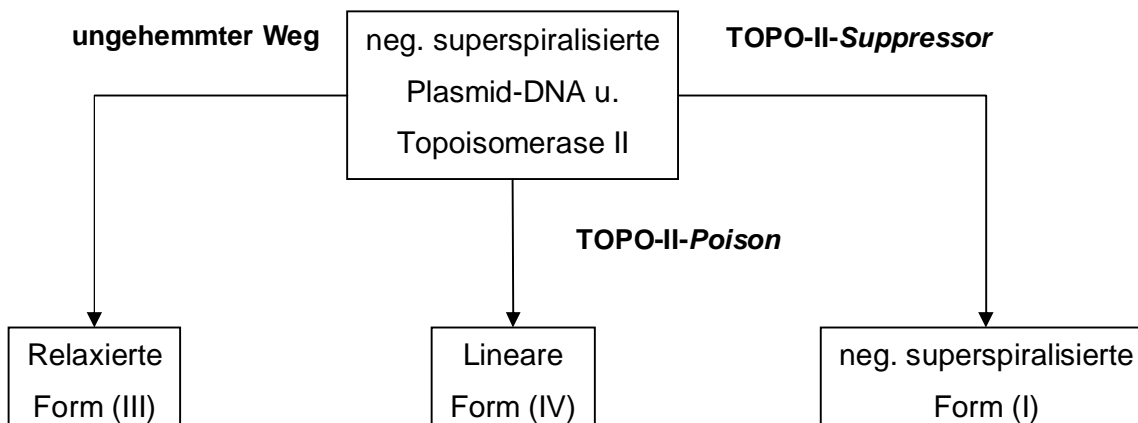 ungehemmter Weg
neg. superspiralisierte
Plasmid-DNA u.
Topoisomerase II
TOPO-II-Suppressor
TOPO-II-Poison
Relaxierte
Form (III)
Lineare
Form (IV)
neg. superspiralisierte
Form (I)